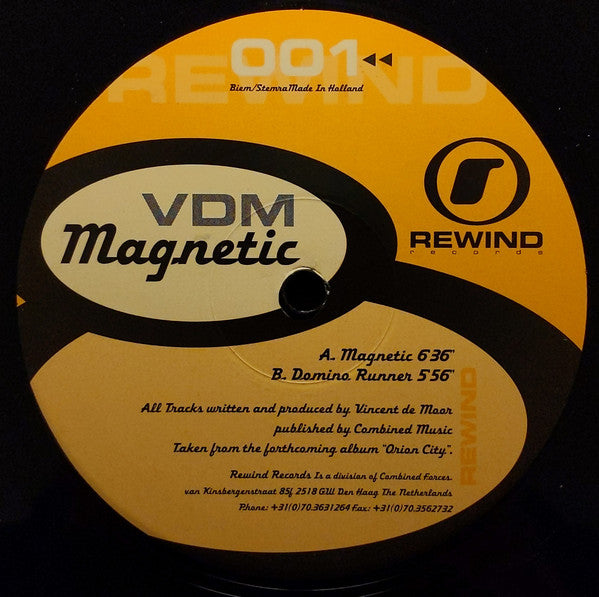 001
REWIND
Biem/Stemra Made In Holland
VDM
Magnetic
REWIND
records
A. Magnetic 6'36"
B. Domino Runner 5'56"
All Tracks written and produced by Vincent de Moor
published by Combined Music
Taken from the forthcoming album "Orion City".
REWIND
Rewind Records Is a division of Combined Forces.
van Kinsbergenstraat 85f 2518 GW Den Haag The Netherlands
Phone: +31(0)70.3631264 Fax: +31(0)70.3562732